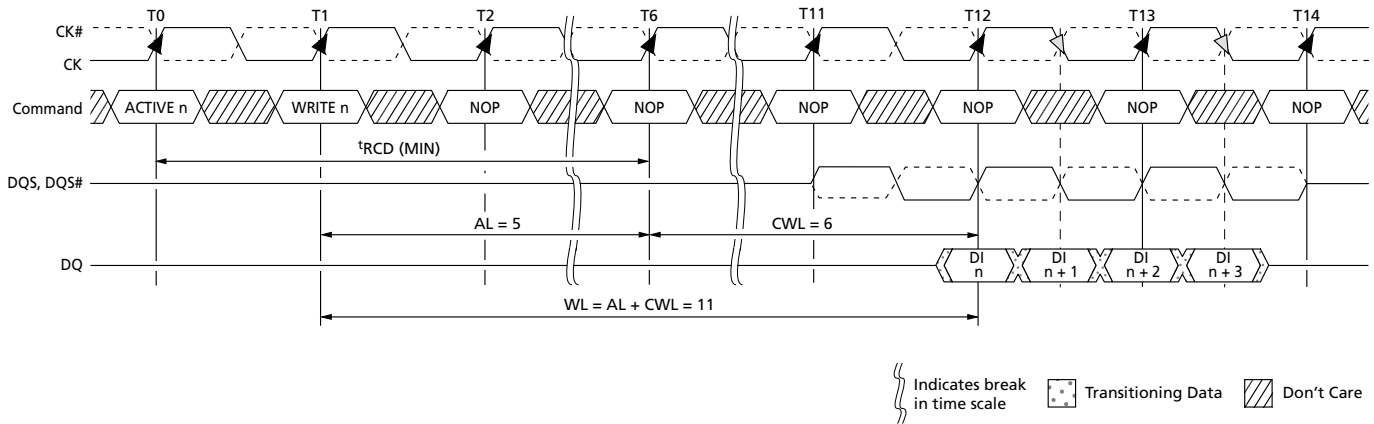 T0 T1 T2 T6 T11 T12 T13 T14
CK#
CK
Command ACTIVE n WRITE n NOP NOP NOP NOP NOP NOP
tRCD (MIN)
DQS, DQS#
AL = 5 CWL = 6
DQ DI n DI n + 1 DI n + 2 DI n + 3
WL = AL + CWL = 11
Indicates break in time scale
Transitioning Data
Don't Care